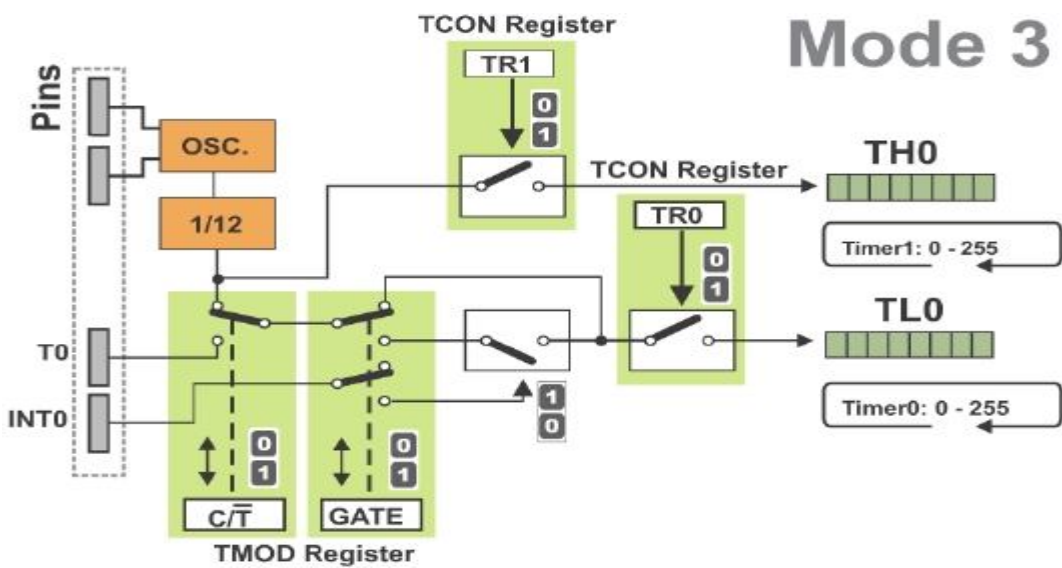 TCON Register
Mode 3
TR1
Pins
0
1
OSC.
TCON Register
TH0
1/12
TR0
Timer1: 0 - 255
0
1
TL0
T0
INT0
1
0
Timer0: 0 - 255
0
1
0
1
C/T̅
GATE
TMOD Register